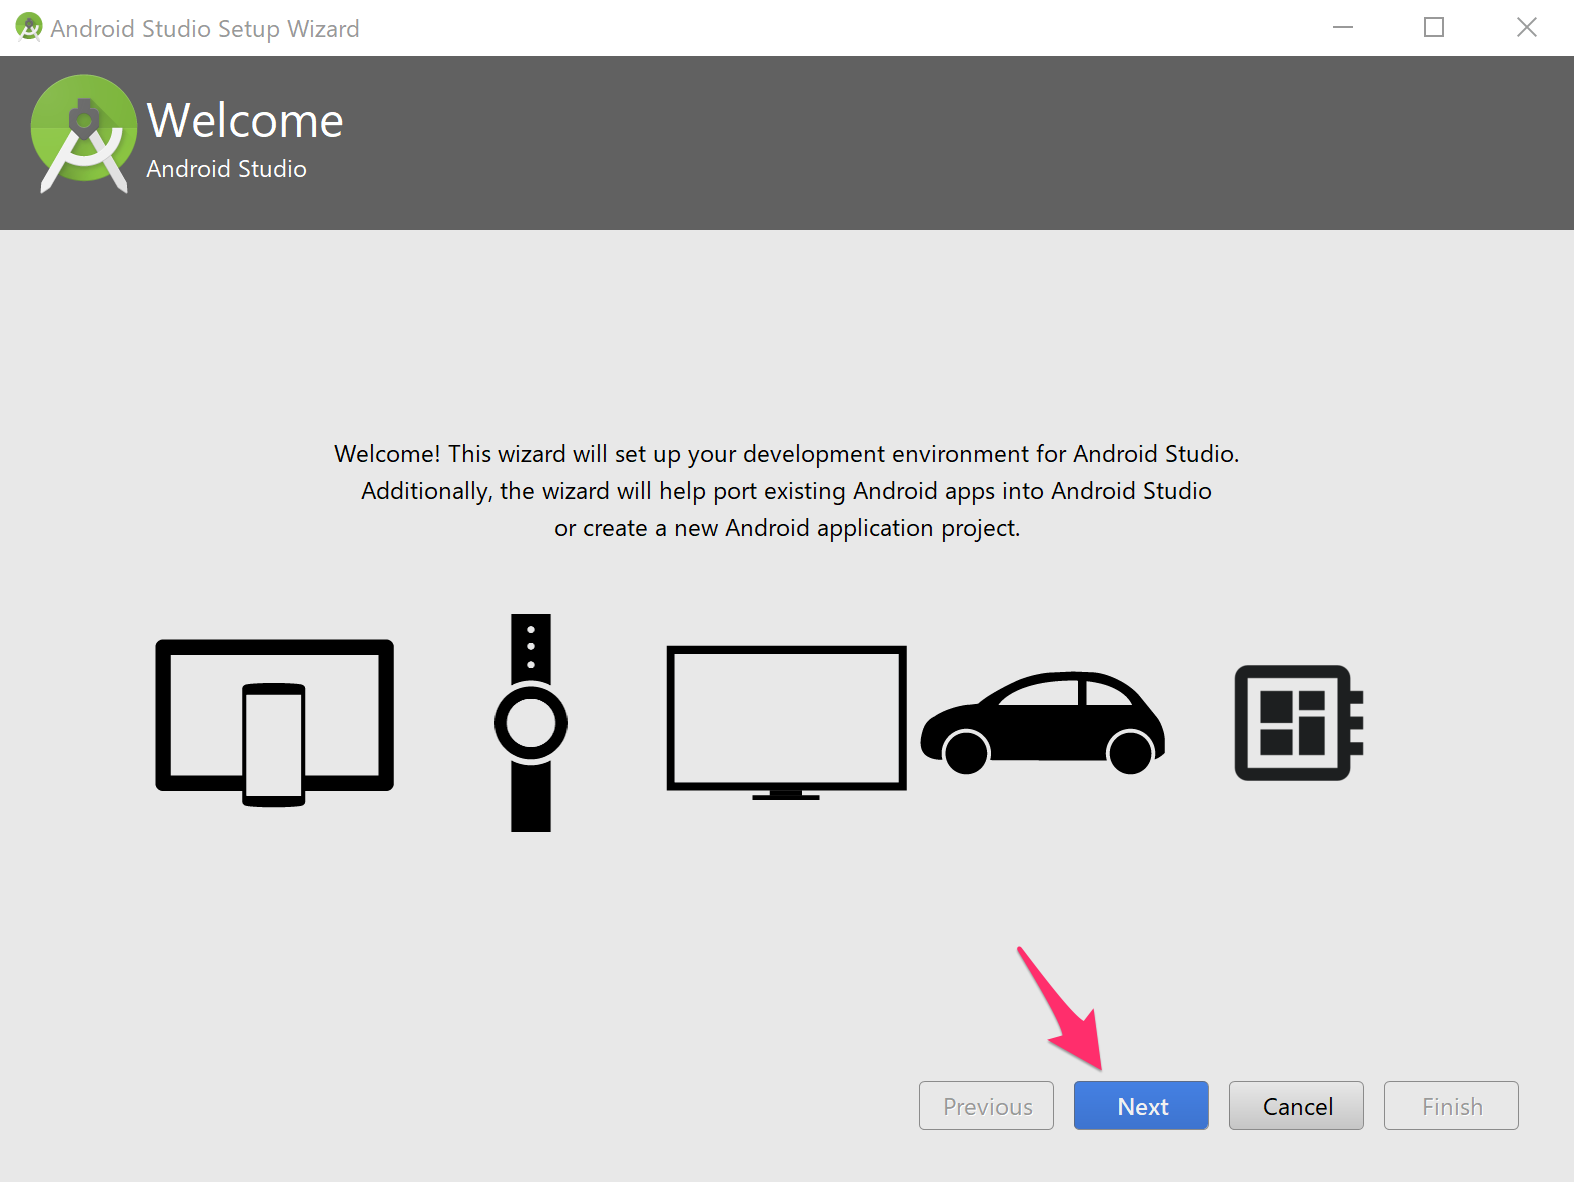 Android Studio Setup Wizard
Welcome
Android Studio
Welcome! This wizard will set up your development environment for Android Studio.
Additionally, the wizard will help port existing Android apps into Android Studio
or create a new Android application project.
Previous
Next
Cancel
Finish